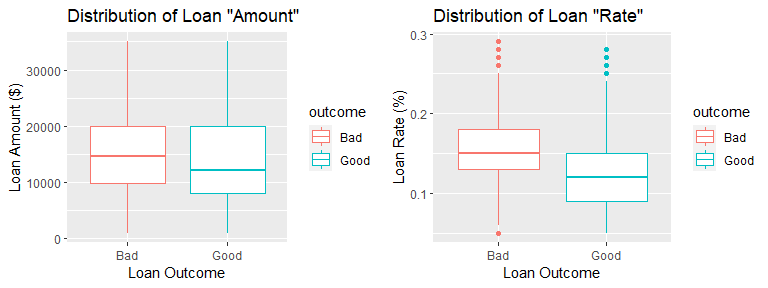 Distribution of Loan "Amount"
Loan Amount ($)
30000
20000
10000
0
Bad
Good
Loan Outcome
outcome
Bad
Good
Distribution of Loan "Rate"
Loan Rate (%)
0.3
0.2
0.1
Bad
Good
Loan Outcome
outcome
Bad
Good